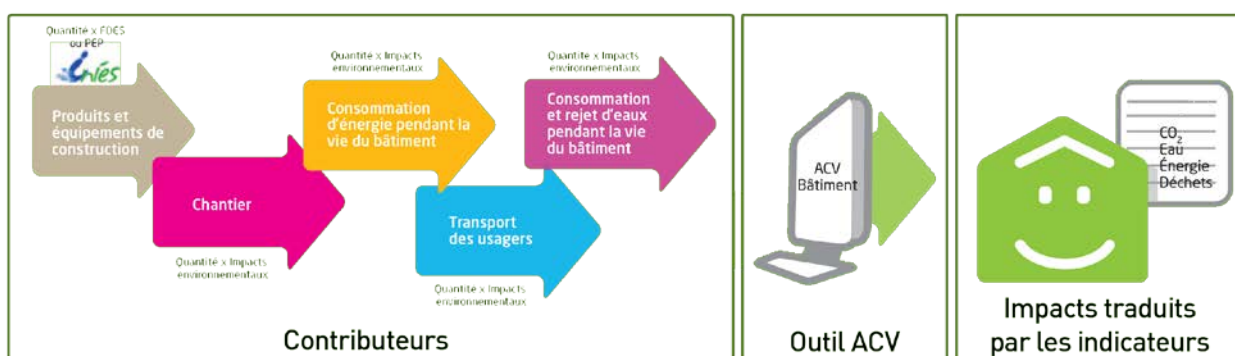 Quantité x FDES
ou PEP
inies
Produits et
équipements de
construction
Chantier
Quantité x Impacts
environnementaux
Quantité x Impacts
environnementaux
Consommation
d'énergie pendant la
vie du bâtiment
Transport
des usagers
Quantité x Impacts
environnementaux
Quantité x Impacts
environnementaux
Consommation
et rejet d'eaux
pendant la vie
du bâtiment
Contributeurs
ACV
Bâtiment
Outil ACV
CO2
Eau
Énergie
Déchets
Impacts traduits
par les indicateurs